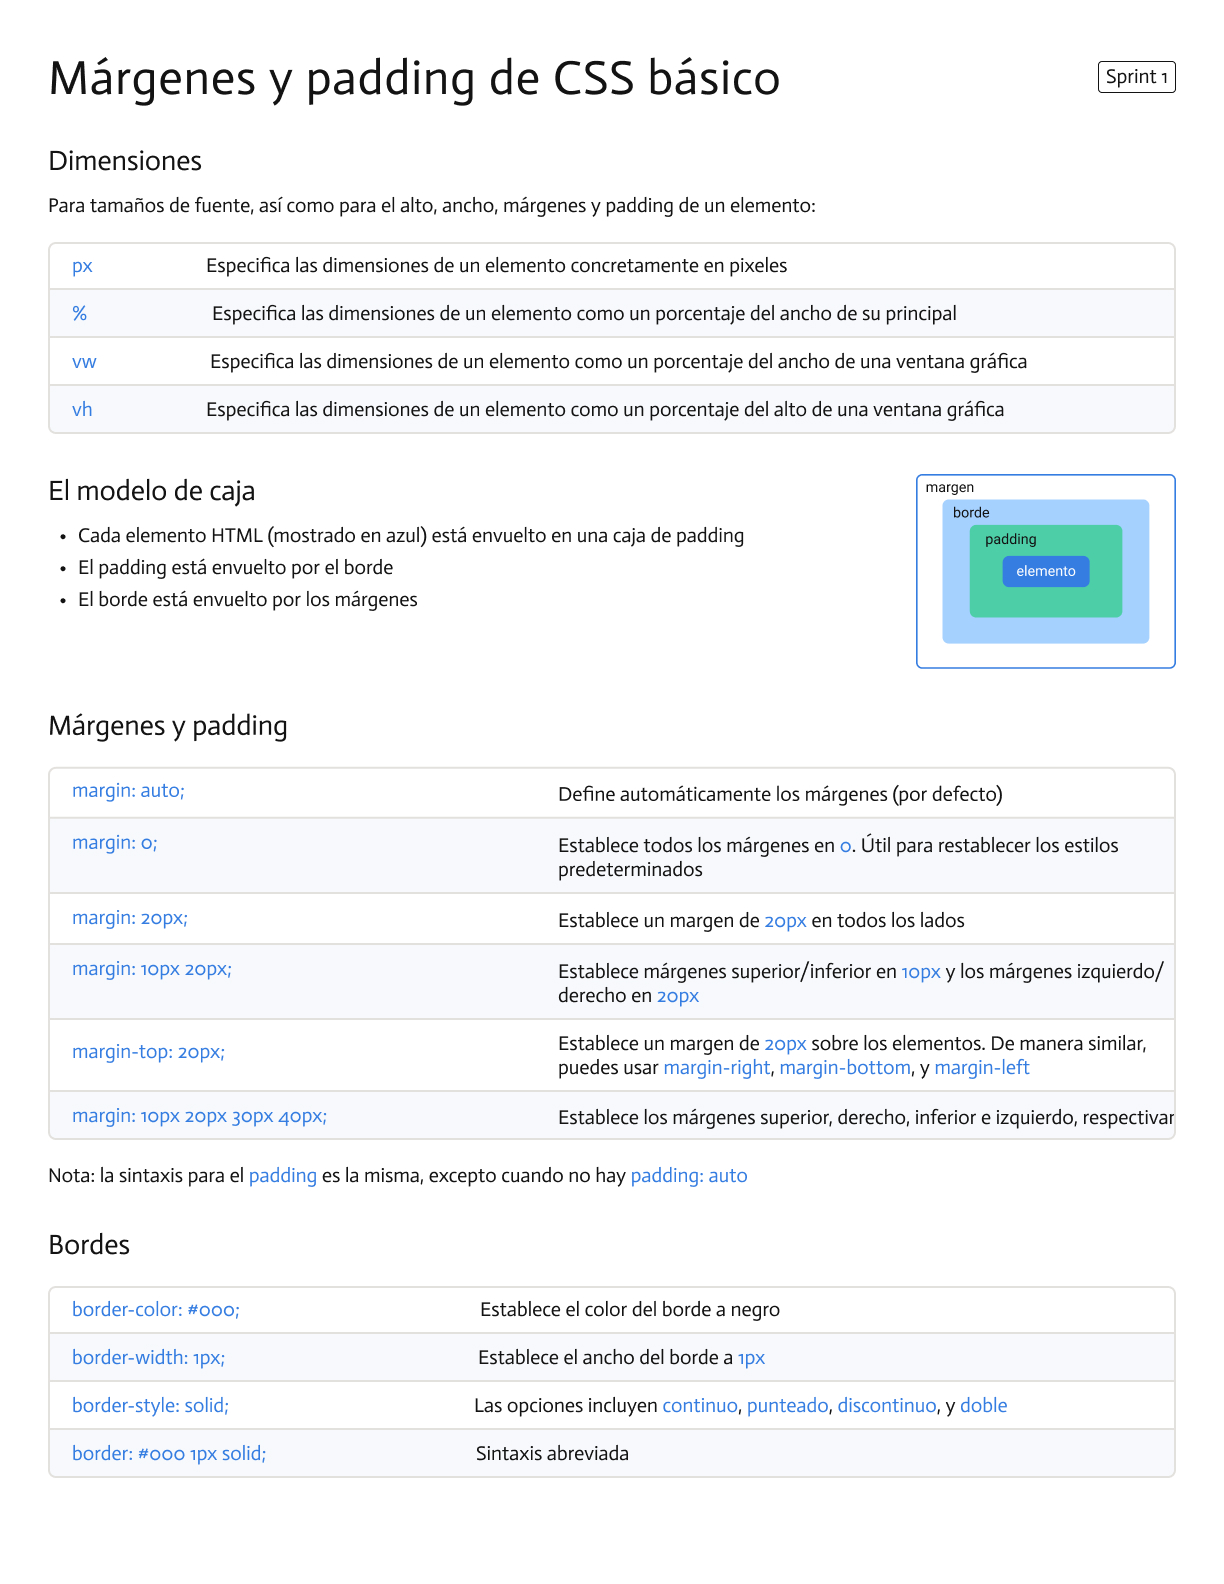 Márgenes y padding de CSS básico
Sprint 1
Dimensiones
Para tamaños de fuente, así como para el alto, ancho, márgenes y padding de un elemento:
px Especifica las dimensiones de un elemento concretamente en pixeles
% Especifica las dimensiones de un elemento como un porcentaje del ancho de su principal
vw Especifica las dimensiones de un elemento como un porcentaje del ancho de una ventana gráfica
vh Especifica las dimensiones de un elemento como un porcentaje del alto de una ventana gráfica
El modelo de caja
• Cada elemento HTML (mostrado en azul) está envuelto en una caja de padding
• El padding está envuelto por el borde
• El borde está envuelto por los márgenes
margen
borde
padding
elemento
Márgenes y padding
margin: auto; Define automáticamente los márgenes (por defecto)
margin: 0; Establece todos los márgenes en 0. Útil para restablecer los estilos
predeterminados
margin: 20px; Establece un margen de 20px en todos los lados
margin: 10px 20px; Establece márgenes superior/inferior en 10px y los márgenes izquierdo/
derecho en 20px
margin-top: 20px; Establece un margen de 20px sobre los elementos. De manera similar,
puedes usar margin-right, margin-bottom, y margin-left
margin: 10px 20px 30px 40px; Establece los márgenes superior, derecho, inferior e izquierdo,
Nota: la sintaxis para el padding es la misma, excepto cuando no hay padding: auto
Bordes
border-color: #000; Establece el color del borde a negro
border-width: 1px; Establece el ancho del borde a 1px
border-style: solid; Las opciones incluyen continuo, punteado, discontinuo, y doble
border: #000 1px solid; Sintaxis abreviada